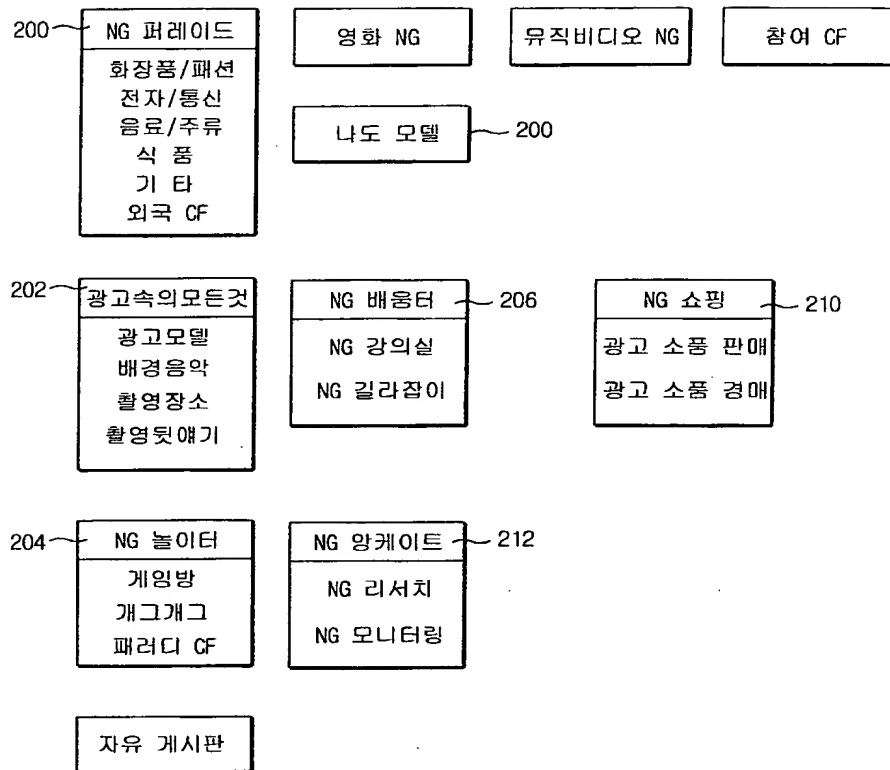 200
NG 퍼레이드
화장품/패션
전자/통신
음료/주류
식 품
기 타
외국 CF
영화 NG
뮤직비디오 NG
참여 CF
나도 모델
200
202
광고속의모든것
광고모델
배경음악
촬영장소
촬영뒷얘기
NG 배움터
206
NG 강의실
NG 길라잡이
NG 쇼핑
210
광고 소품 판매
광고 소품 경매
204
NG 놀이터
게임방
개그개그
패러디 CF
NG 앙케이트
212
NG 리서치
NG 모니터링
자유 게시판